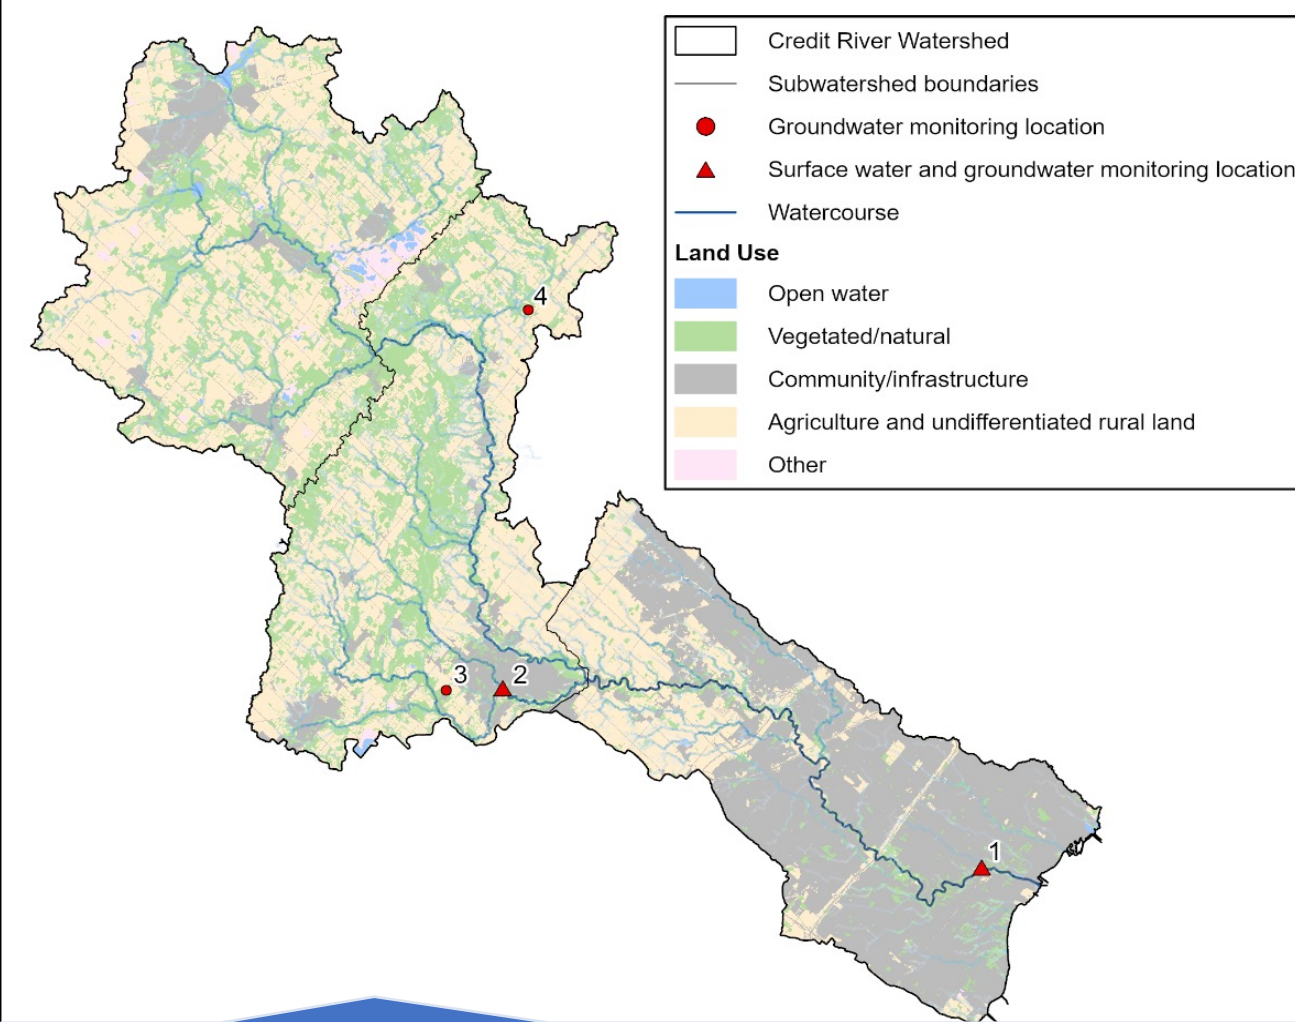 Credit River Watershed
Subwatershed boundaries
Groundwater monitoring location
Surface water and groundwater monitoring location
Watercourse
Land Use
Open water
Vegetated/natural
Community/infrastructure
Agriculture and undifferentiated rural land
Other
4
3
2
1